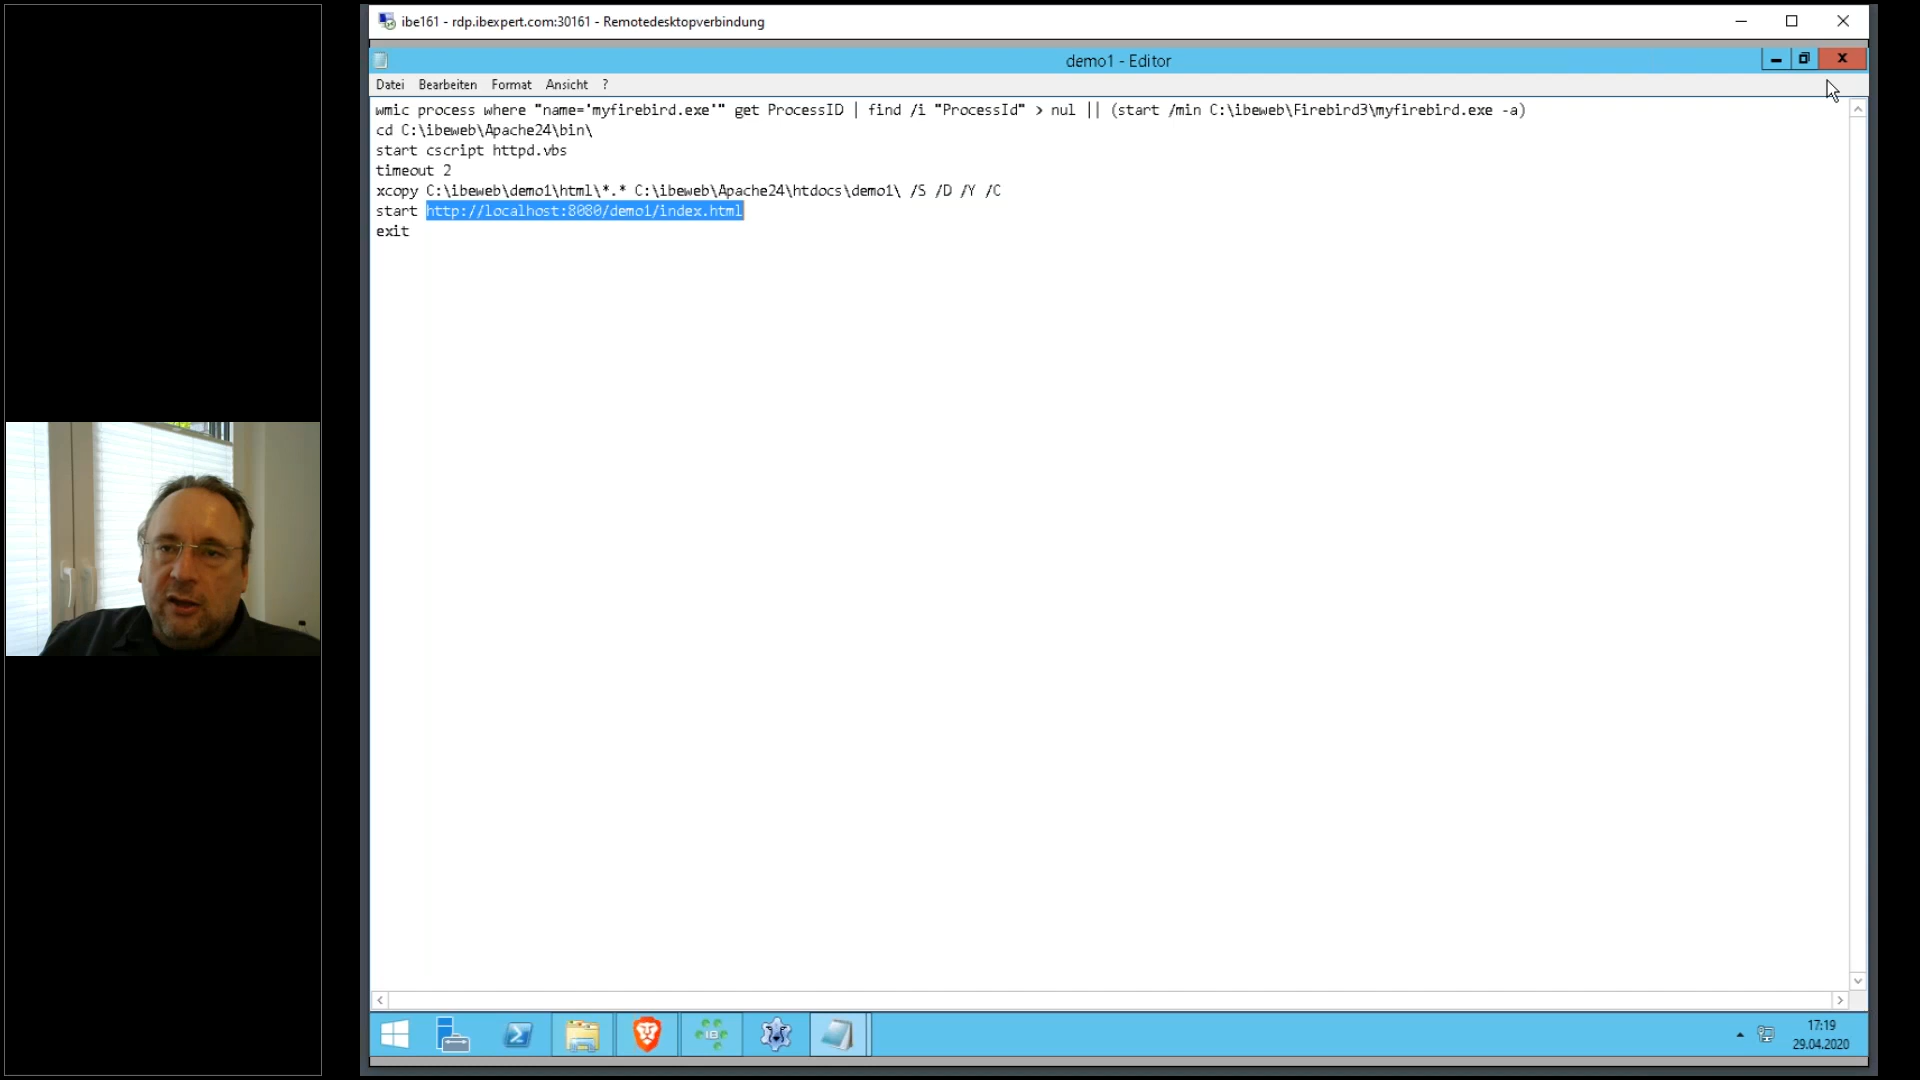 ibe161 - rdp.ibexpert.com:30161 - Remotedesktopverbindung
demo1 - Editor
Datei Bearbeiten Format Ansicht ?
wmic process where "name='myfirebird.exe'" get ProcessID | find /i "ProcessId" > nul || (start /min C:\ibeweb\Firebird3\myfirebird.exe -a)
cd C:\ibeweb\Apache24\bin\
start cscript httpd.vbs
timeout 2
xcopy C:\ibeweb\demo1\html\*.* C:\ibeweb\Apache24\htdocs\demo1\ /S /D /Y /C
start http://localhost:8080/demo1/index.html
exit
IB
17:19
29.04.2020